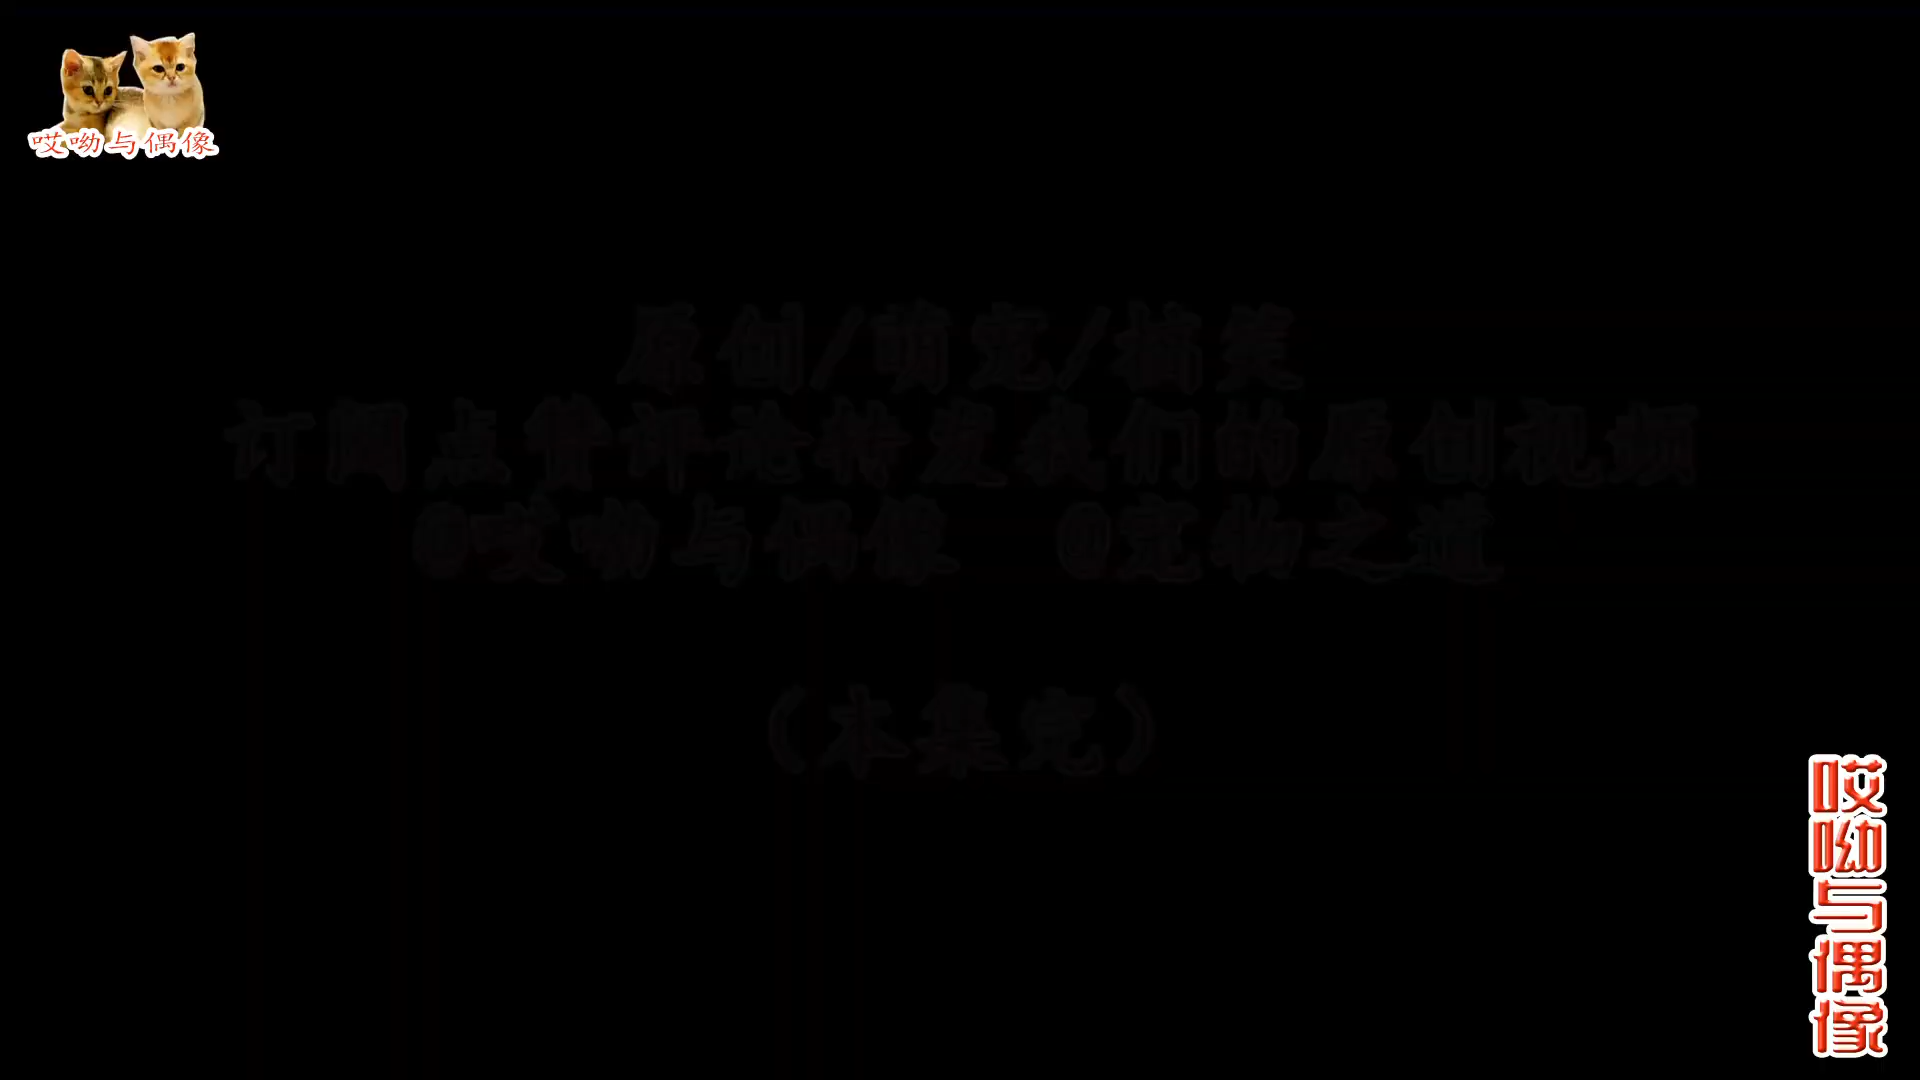 哎呦与偶像
原创/萌宠/搞笑
订阅点赞评论转发我们的原创视频
@哎呦与偶像 @宠物之道
（本集完）
哎呦与偶像